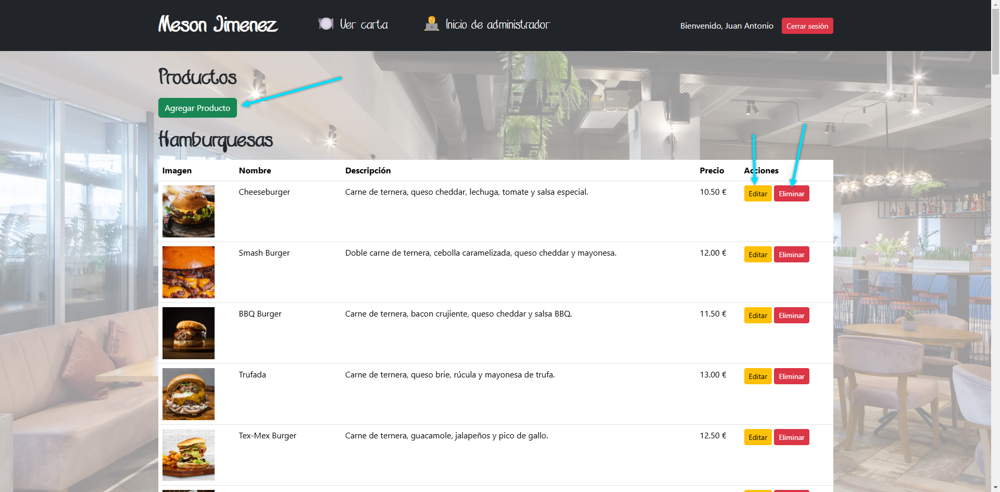 Meson Jimenez
Ver carta
Inicio de administrador
Bienvenido, Juan Antonio
Cerrar sesión
Productos
Agregar Producto
Hamburguesas
Imagen Nombre Descripción Precio Acciones
Cheeseburger Carne de ternera, queso cheddar, lechuga, tomate y salsa especial. 10.50 € Editar Eliminar
Smash Burger Doble carne de ternera, cebolla caramelizada, queso cheddar y mayonesa. 12.00 € Editar Eliminar
BBQ Burger Carne de ternera, bacon crujiente, queso cheddar y salsa BBQ. 11.50 € Editar Eliminar
Trufada Carne de ternera, queso brie, rúcula y mayonesa de trufa. 13.00 € Editar Eliminar
Tex-Mex Burger Carne de ternera, guacamole, jalapeños y pico de gallo. 12.50 € Editar Eliminar